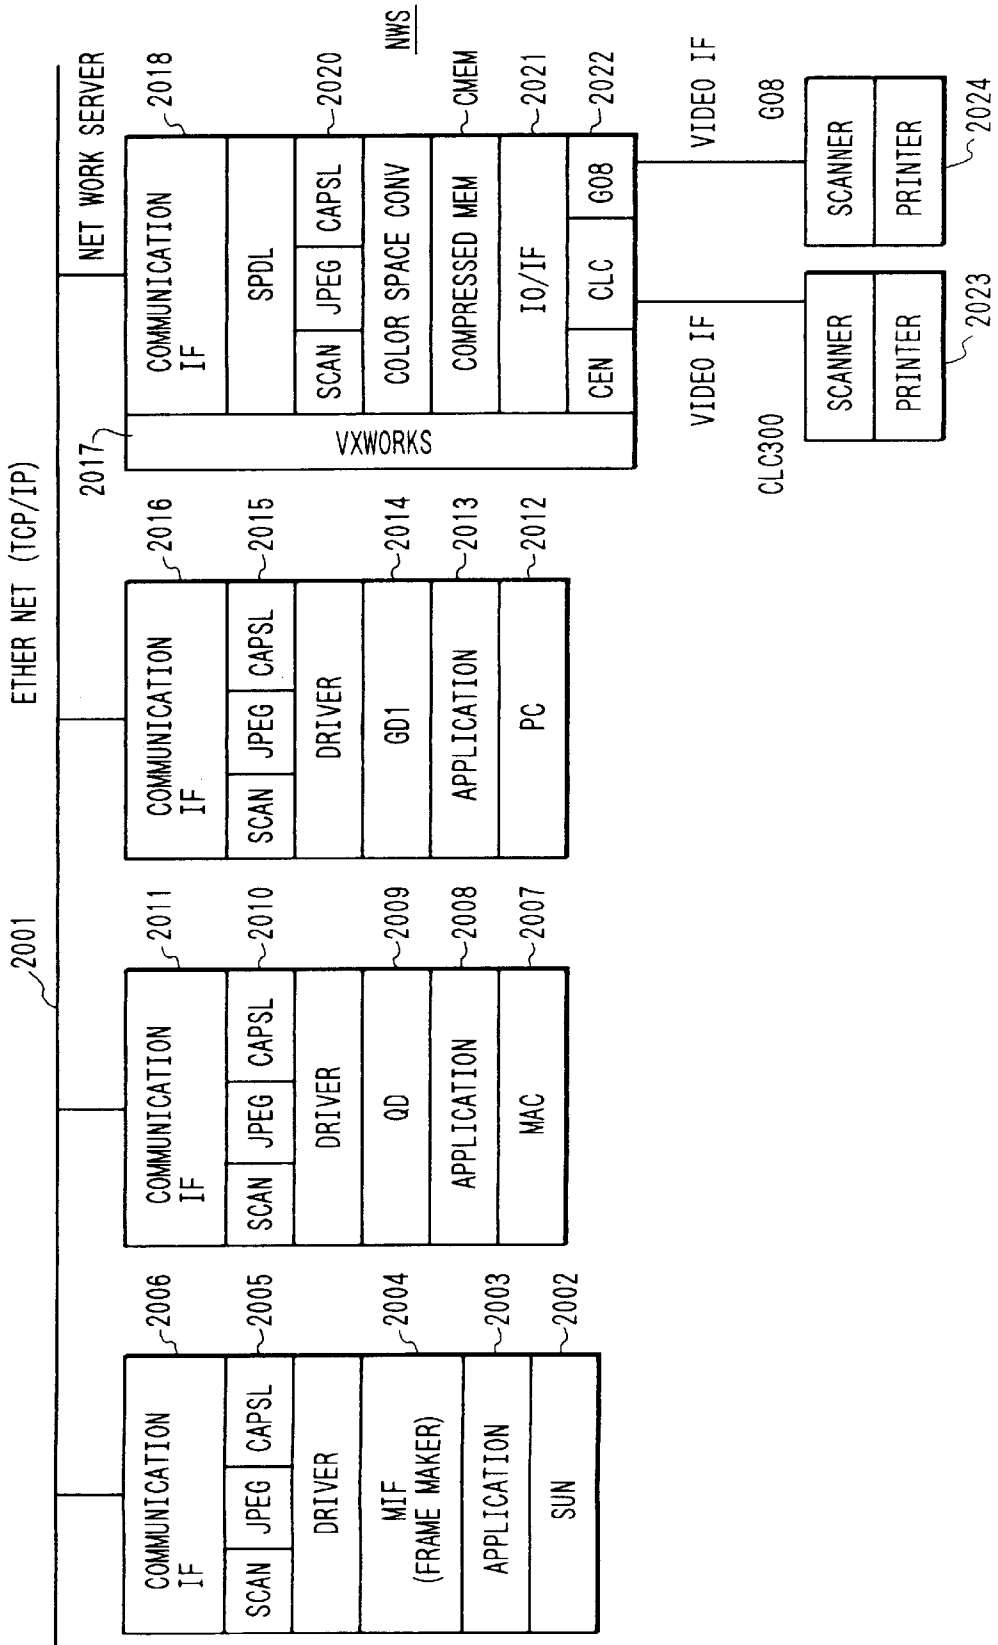 ETHER NET (TCP/IP)
2001
COMMUNICATION
IF
2006
SCAN
JPEG
CAPSL
2005
DRIVER
MIF
(FRAME MAKER)
2004
APPLICATION
2003
SUN
2002
COMMUNICATION
IF
2011
SCAN
JPEG
CAPSL
2010
DRIVER
QD
2009
APPLICATION
2008
MAC
2007
COMMUNICATION
IF
2016
SCAN
JPEG
CAPSL
2015
DRIVER
GD1
2014
APPLICATION
2013
PC
2012
NET WORK SERVER
2017
VXWORKS
COMMUNICATION
IF
2018
SPDL
SCAN
JPEG
CAPSL
2020
COLOR SPACE CONV
COMPRESSED MEM
CMEM
IO/IF
2021
CEN
CLC
G08
2022
NWS
VIDEO IF
VIDEO IF
CLC300
SCANNER
PRINTER
2023
G08
SCANNER
PRINTER
2024